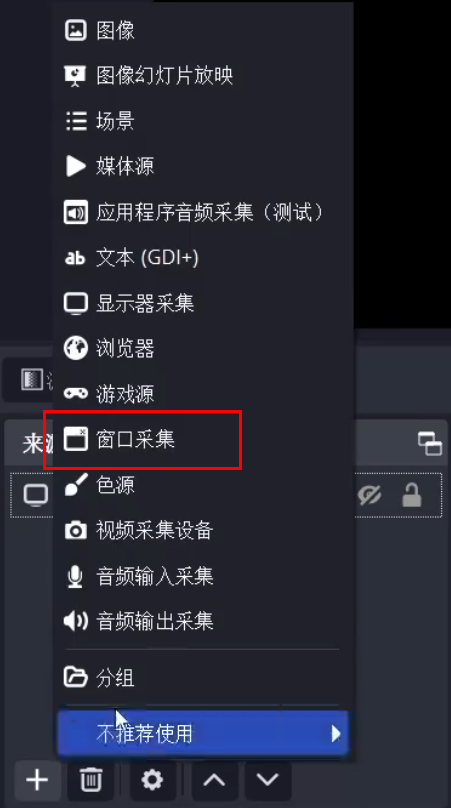 图像
图像幻灯片放映
场景
媒体源
应用程序音频采集（测试）
ab 文本 (GDI+)
显示器采集
浏览器
游戏源
窗口采集
来源
色源
视频采集设备
音频输入采集
音频输出采集
分组
不推荐使用